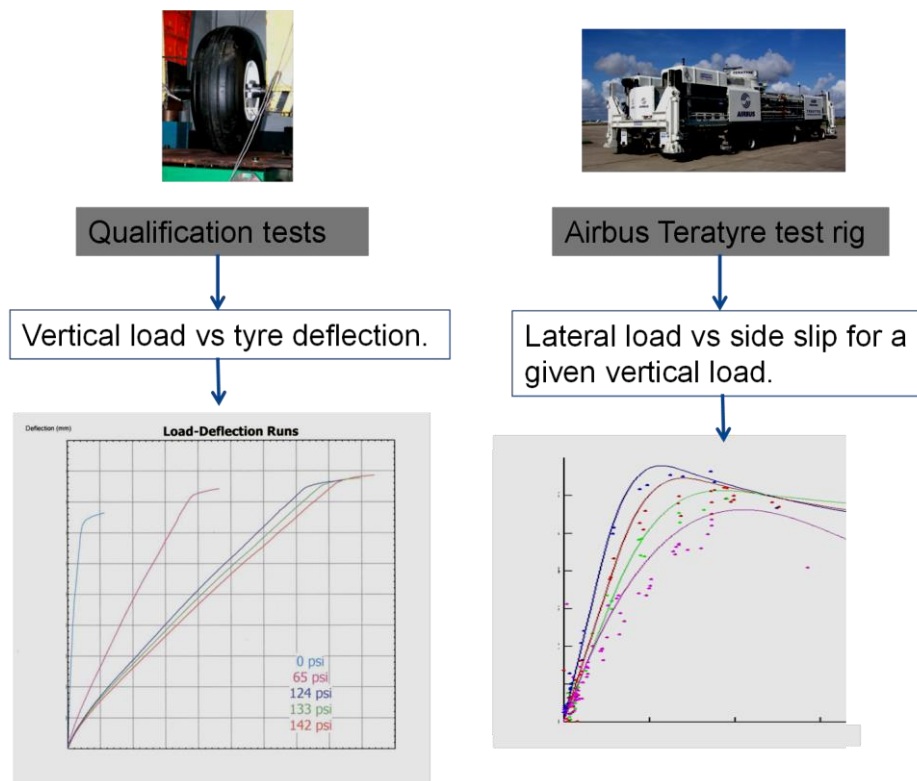 AIRBUS
Qualification tests
Airbus Teratyre test rig
Vertical load vs tyre deflection.
Lateral load vs side slip for a
given vertical load.
Deflection (mm)
Load-Deflection Runs
0 psi
65 psi
124 psi
133 psi
142 psi